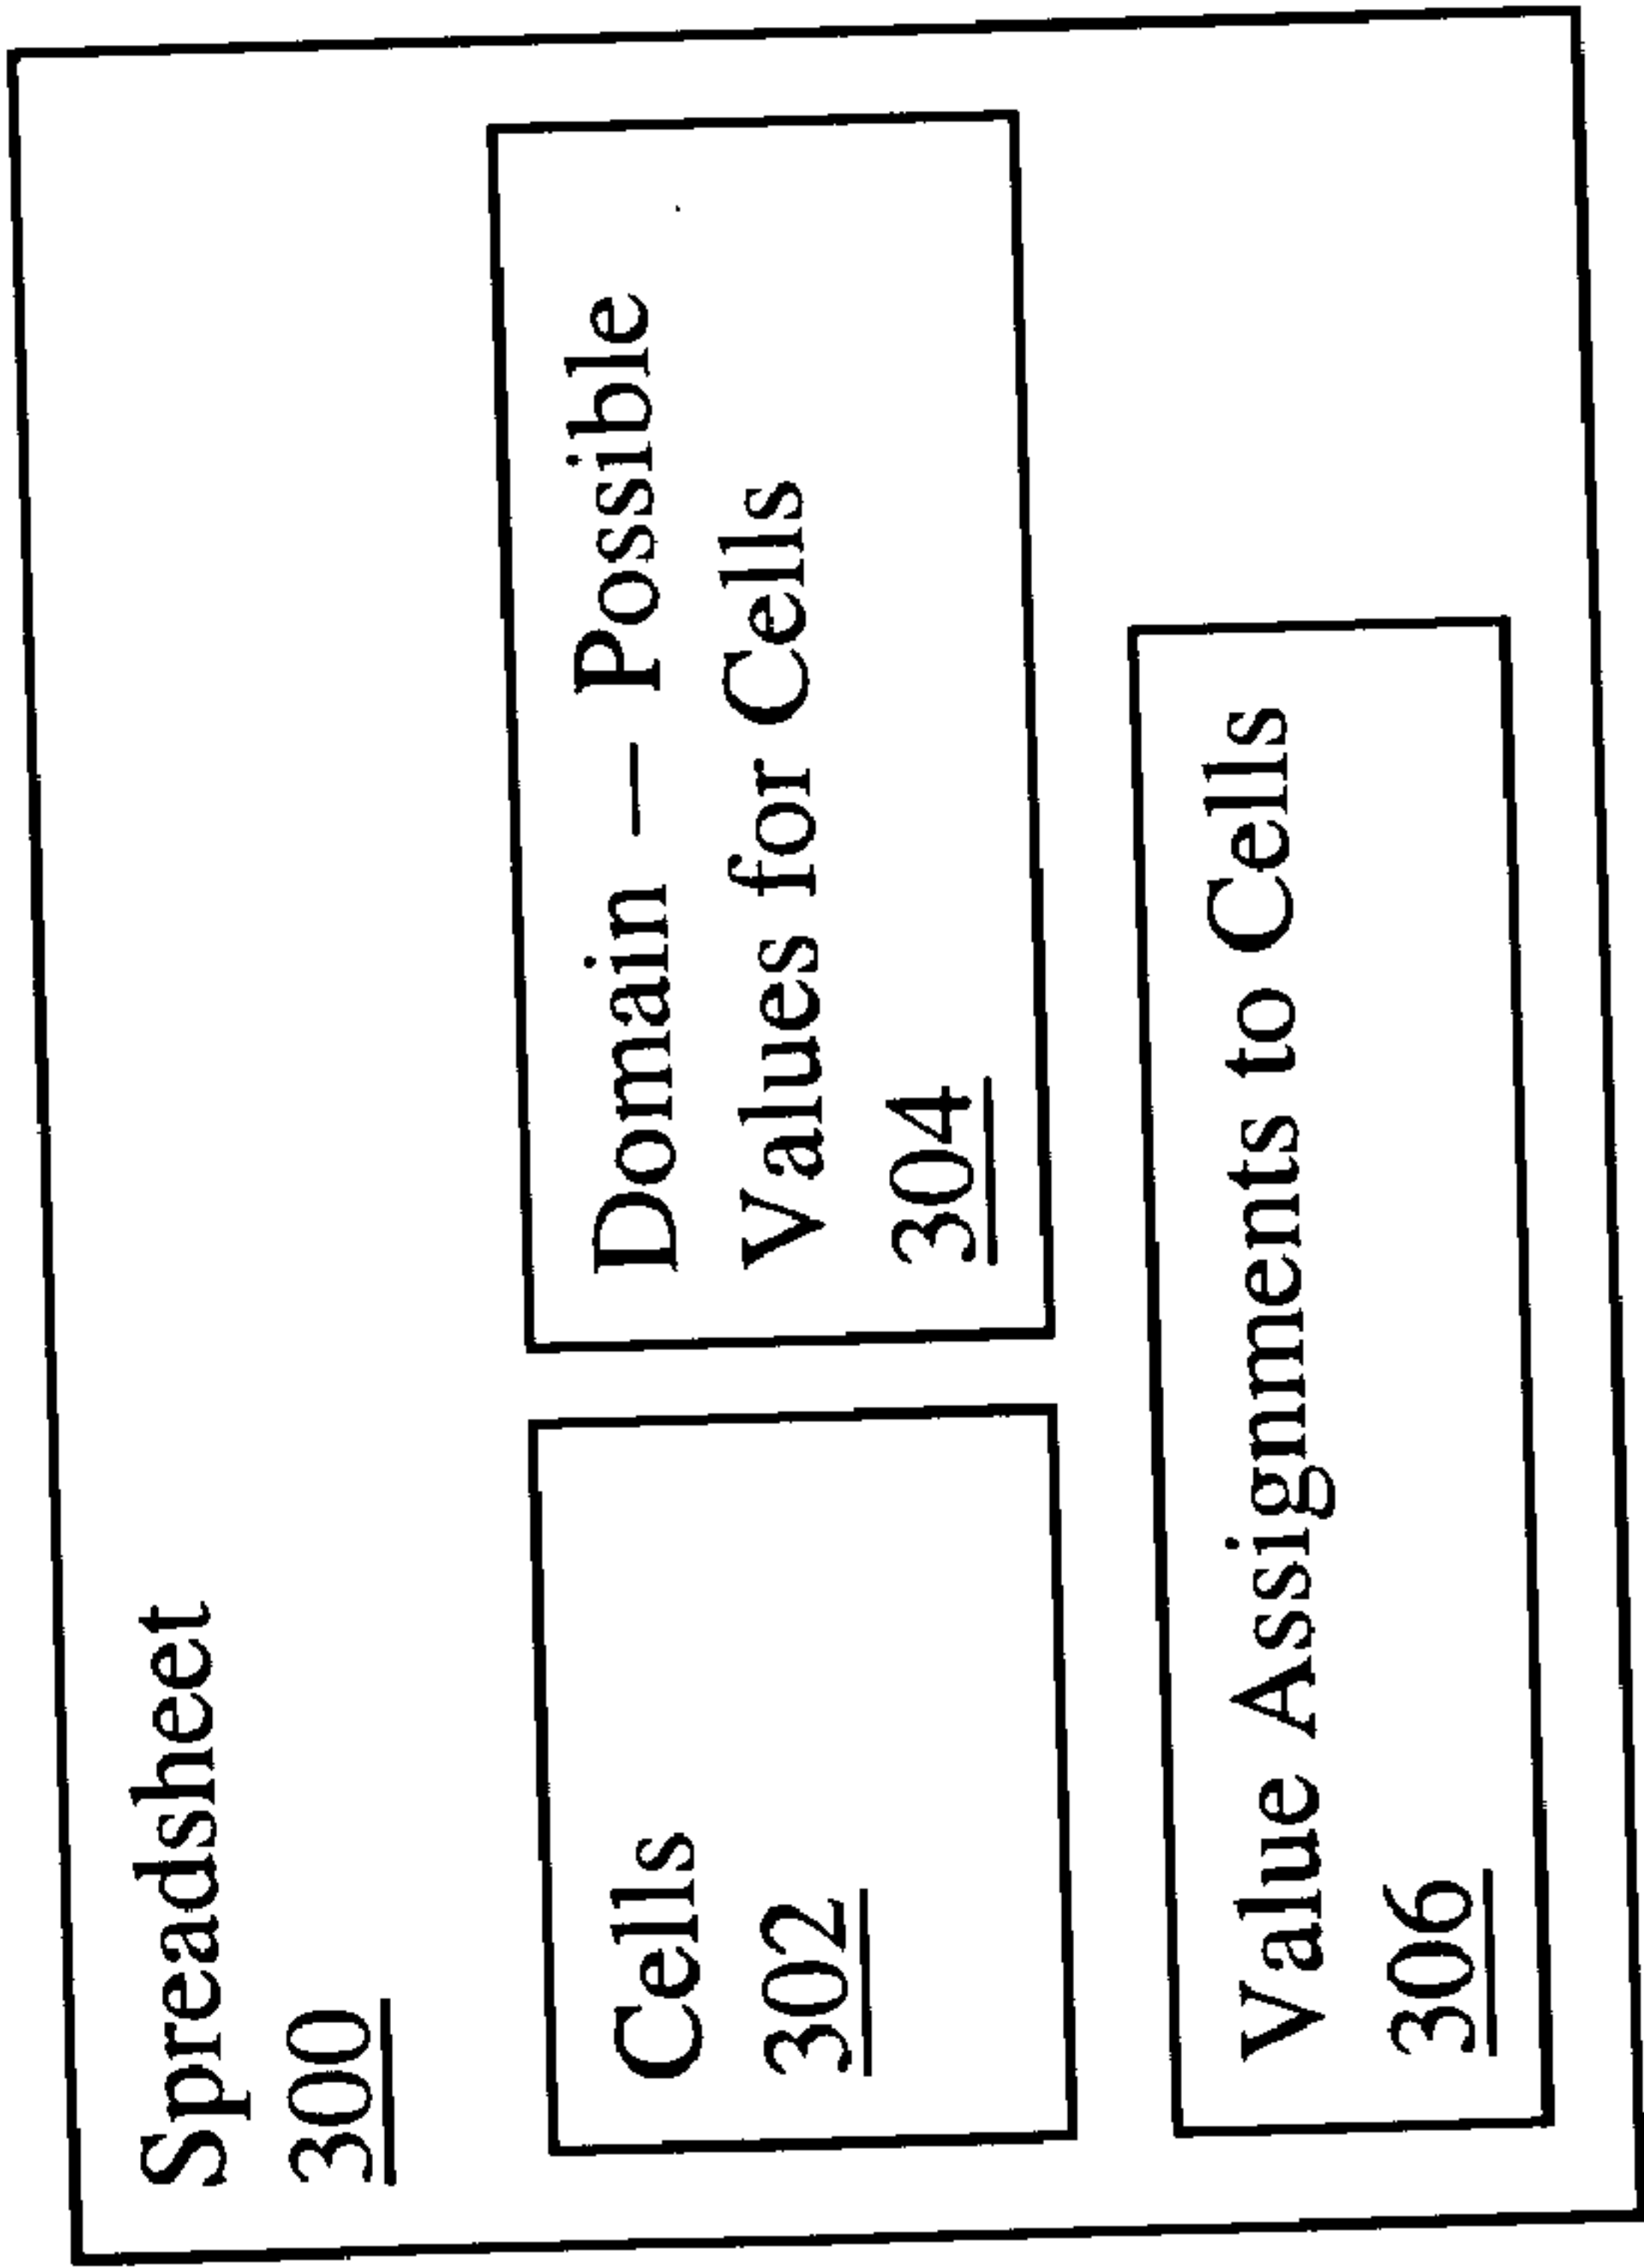 Spreadsheet
300
Cells
302
Domain — Possible
Values for Cells
304
Value Assignments to Cells
306